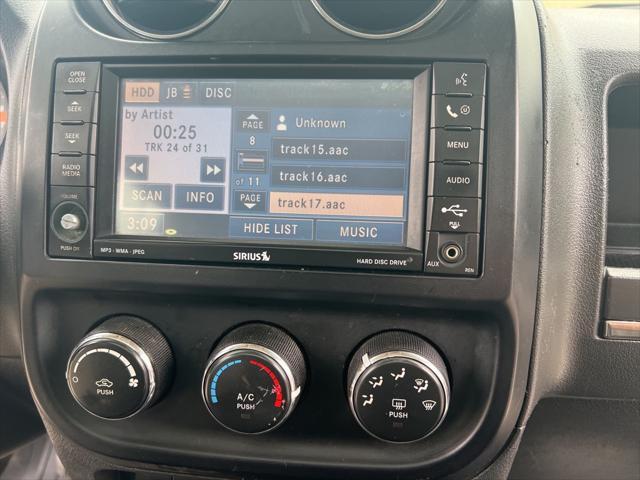 OPEN
CLOSE
SEEK
SEEK
RADIO
MEDIA
VOLUME
PUSH
MP3 · WMA · JPEG
HDD JB DISC
by Artist
00:25
TRK 24 of 31
SCAN INFO
3:09
PAGE
8
of 11
PAGE
Unknown
track15.aac
track16.aac
track17.aac
HIDE LIST MUSIC
SIRIUS
HARD DISC DRIVE
MENU
AUDIO
PULL
AUX
PUSH
A/C
PUSH
PUSH